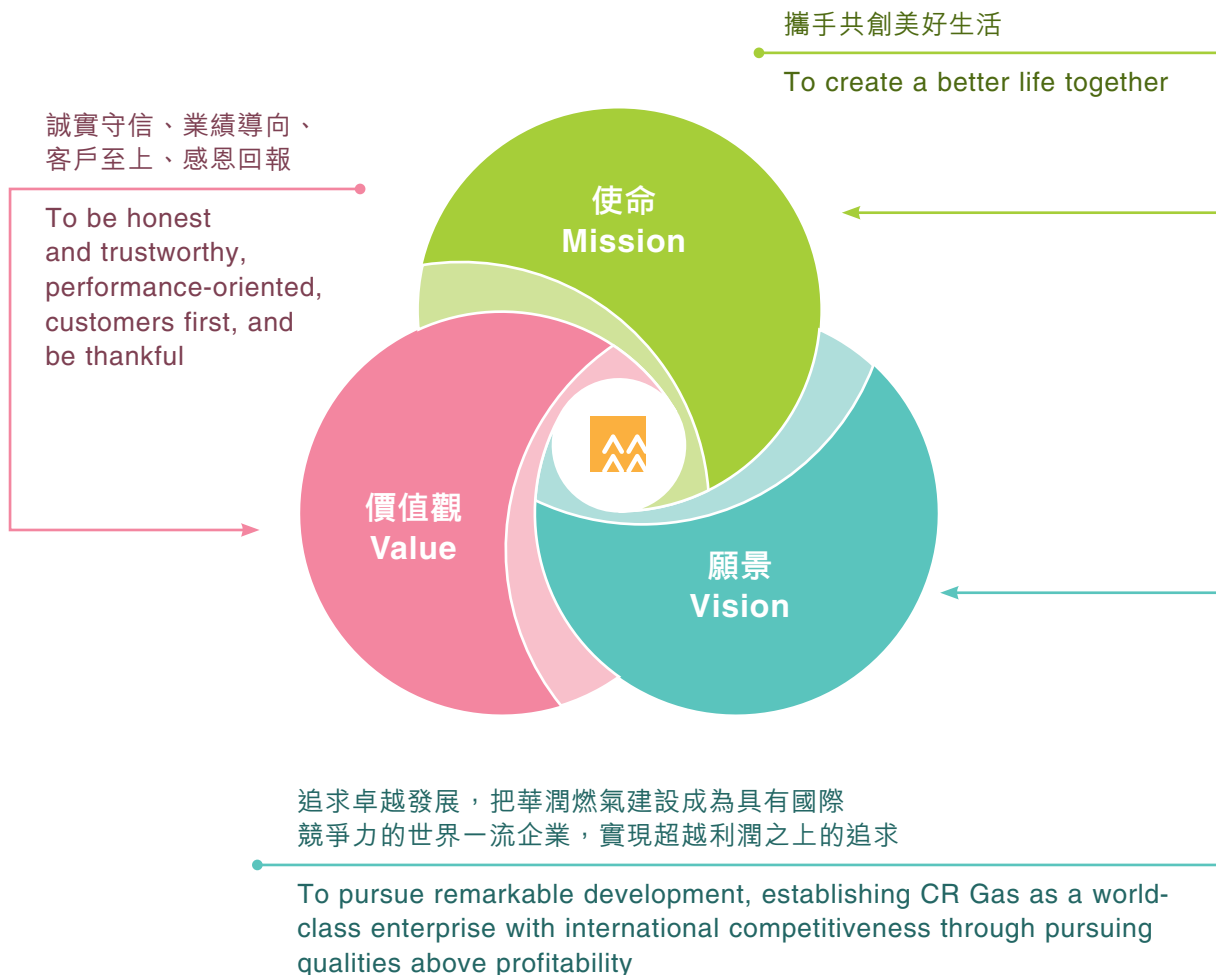 攜手共創美好生活
To create a better life together
誠實守信、業績導向、
客戶至上、感恩回報
To be honest
and trustworthy,
performance-oriented,
customers first, and
be thankful
使命
Mission
價值觀
Value
願景
Vision
追求卓越發展，把華潤燃氣建設成為具有國際
競爭力的世界一流企業，實現超越利潤之上的追求
To pursue remarkable development, establishing CR Gas as a world-
class enterprise with international competitiveness through pursuing
qualities above profitability